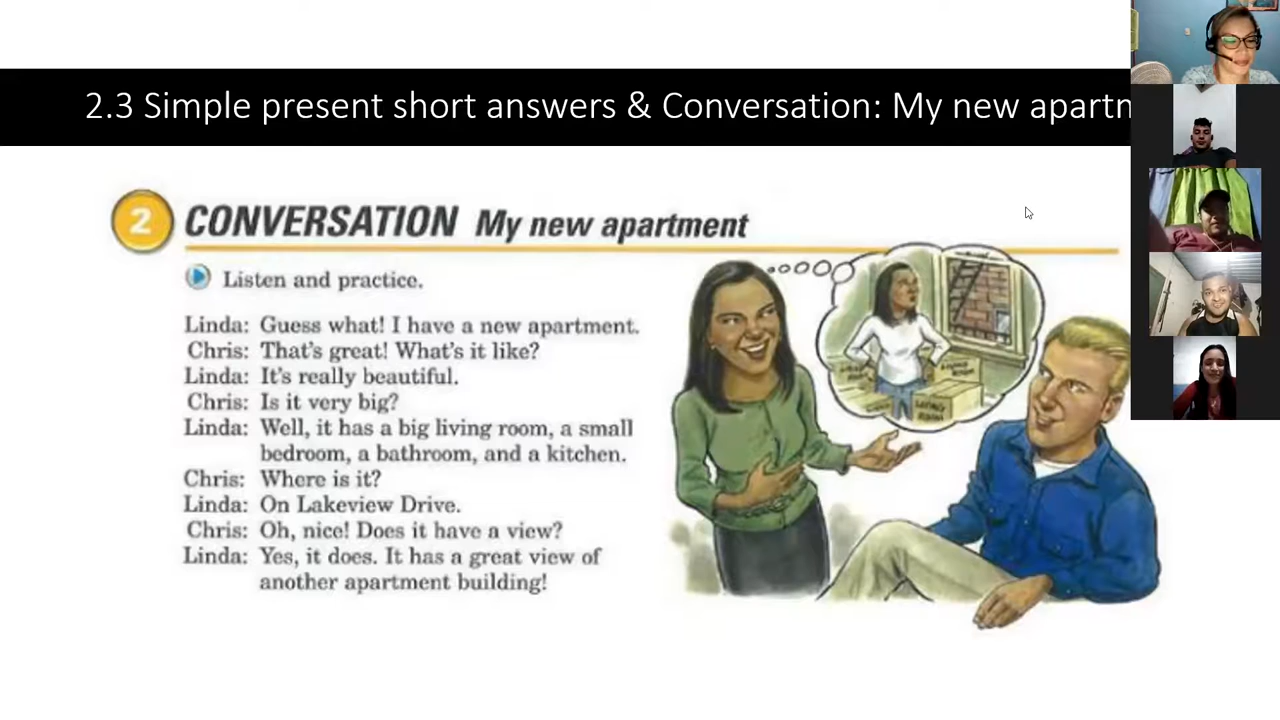 2.3 Simple present short answers & Conversation: My new apartm
2 CONVERSATION My new apartment
Listen and practice.
Linda: Guess what! I have a new apartment.
Chris: That's great! What's it like?
Linda: It's really beautiful.
Chris: Is it very big?
Linda: Well, it has a big living room, a small
bedroom, a bathroom, and a kitchen.
Chris: Where is it?
Linda: On Lakeview Drive.
Chris: Oh, nice! Does it have a view?
Linda: Yes, it does. It has a great view of
another apartment building!
LIVING
ROOM